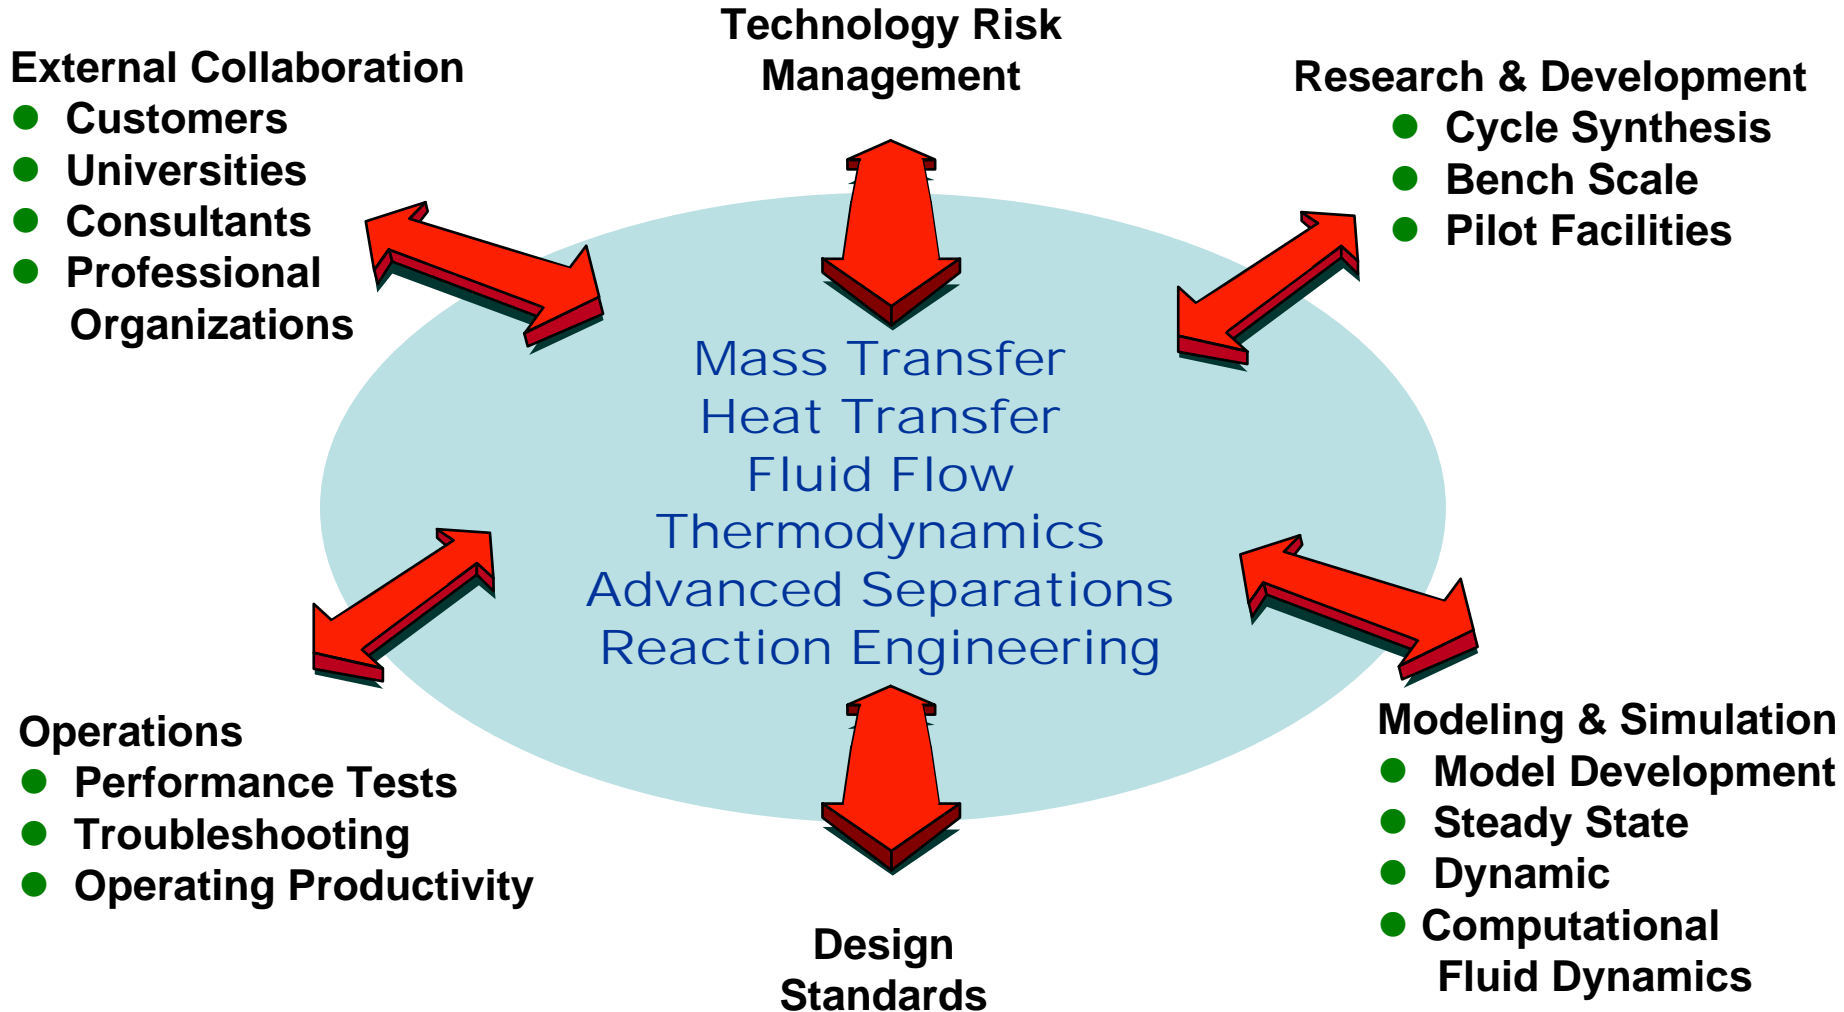 Technology Risk
Management
External Collaboration
● Customers
● Universities
● Consultants
● Professional
Organizations
Research & Development
● Cycle Synthesis
● Bench Scale
● Pilot Facilities
Mass Transfer
Heat Transfer
Fluid Flow
Thermodynamics
Advanced Separations
Reaction Engineering
Operations
● Performance Tests
● Troubleshooting
● Operating Productivity
Design
Standards
Modeling & Simulation
● Model Development
● Steady State
● Dynamic
● Computational
Fluid Dynamics